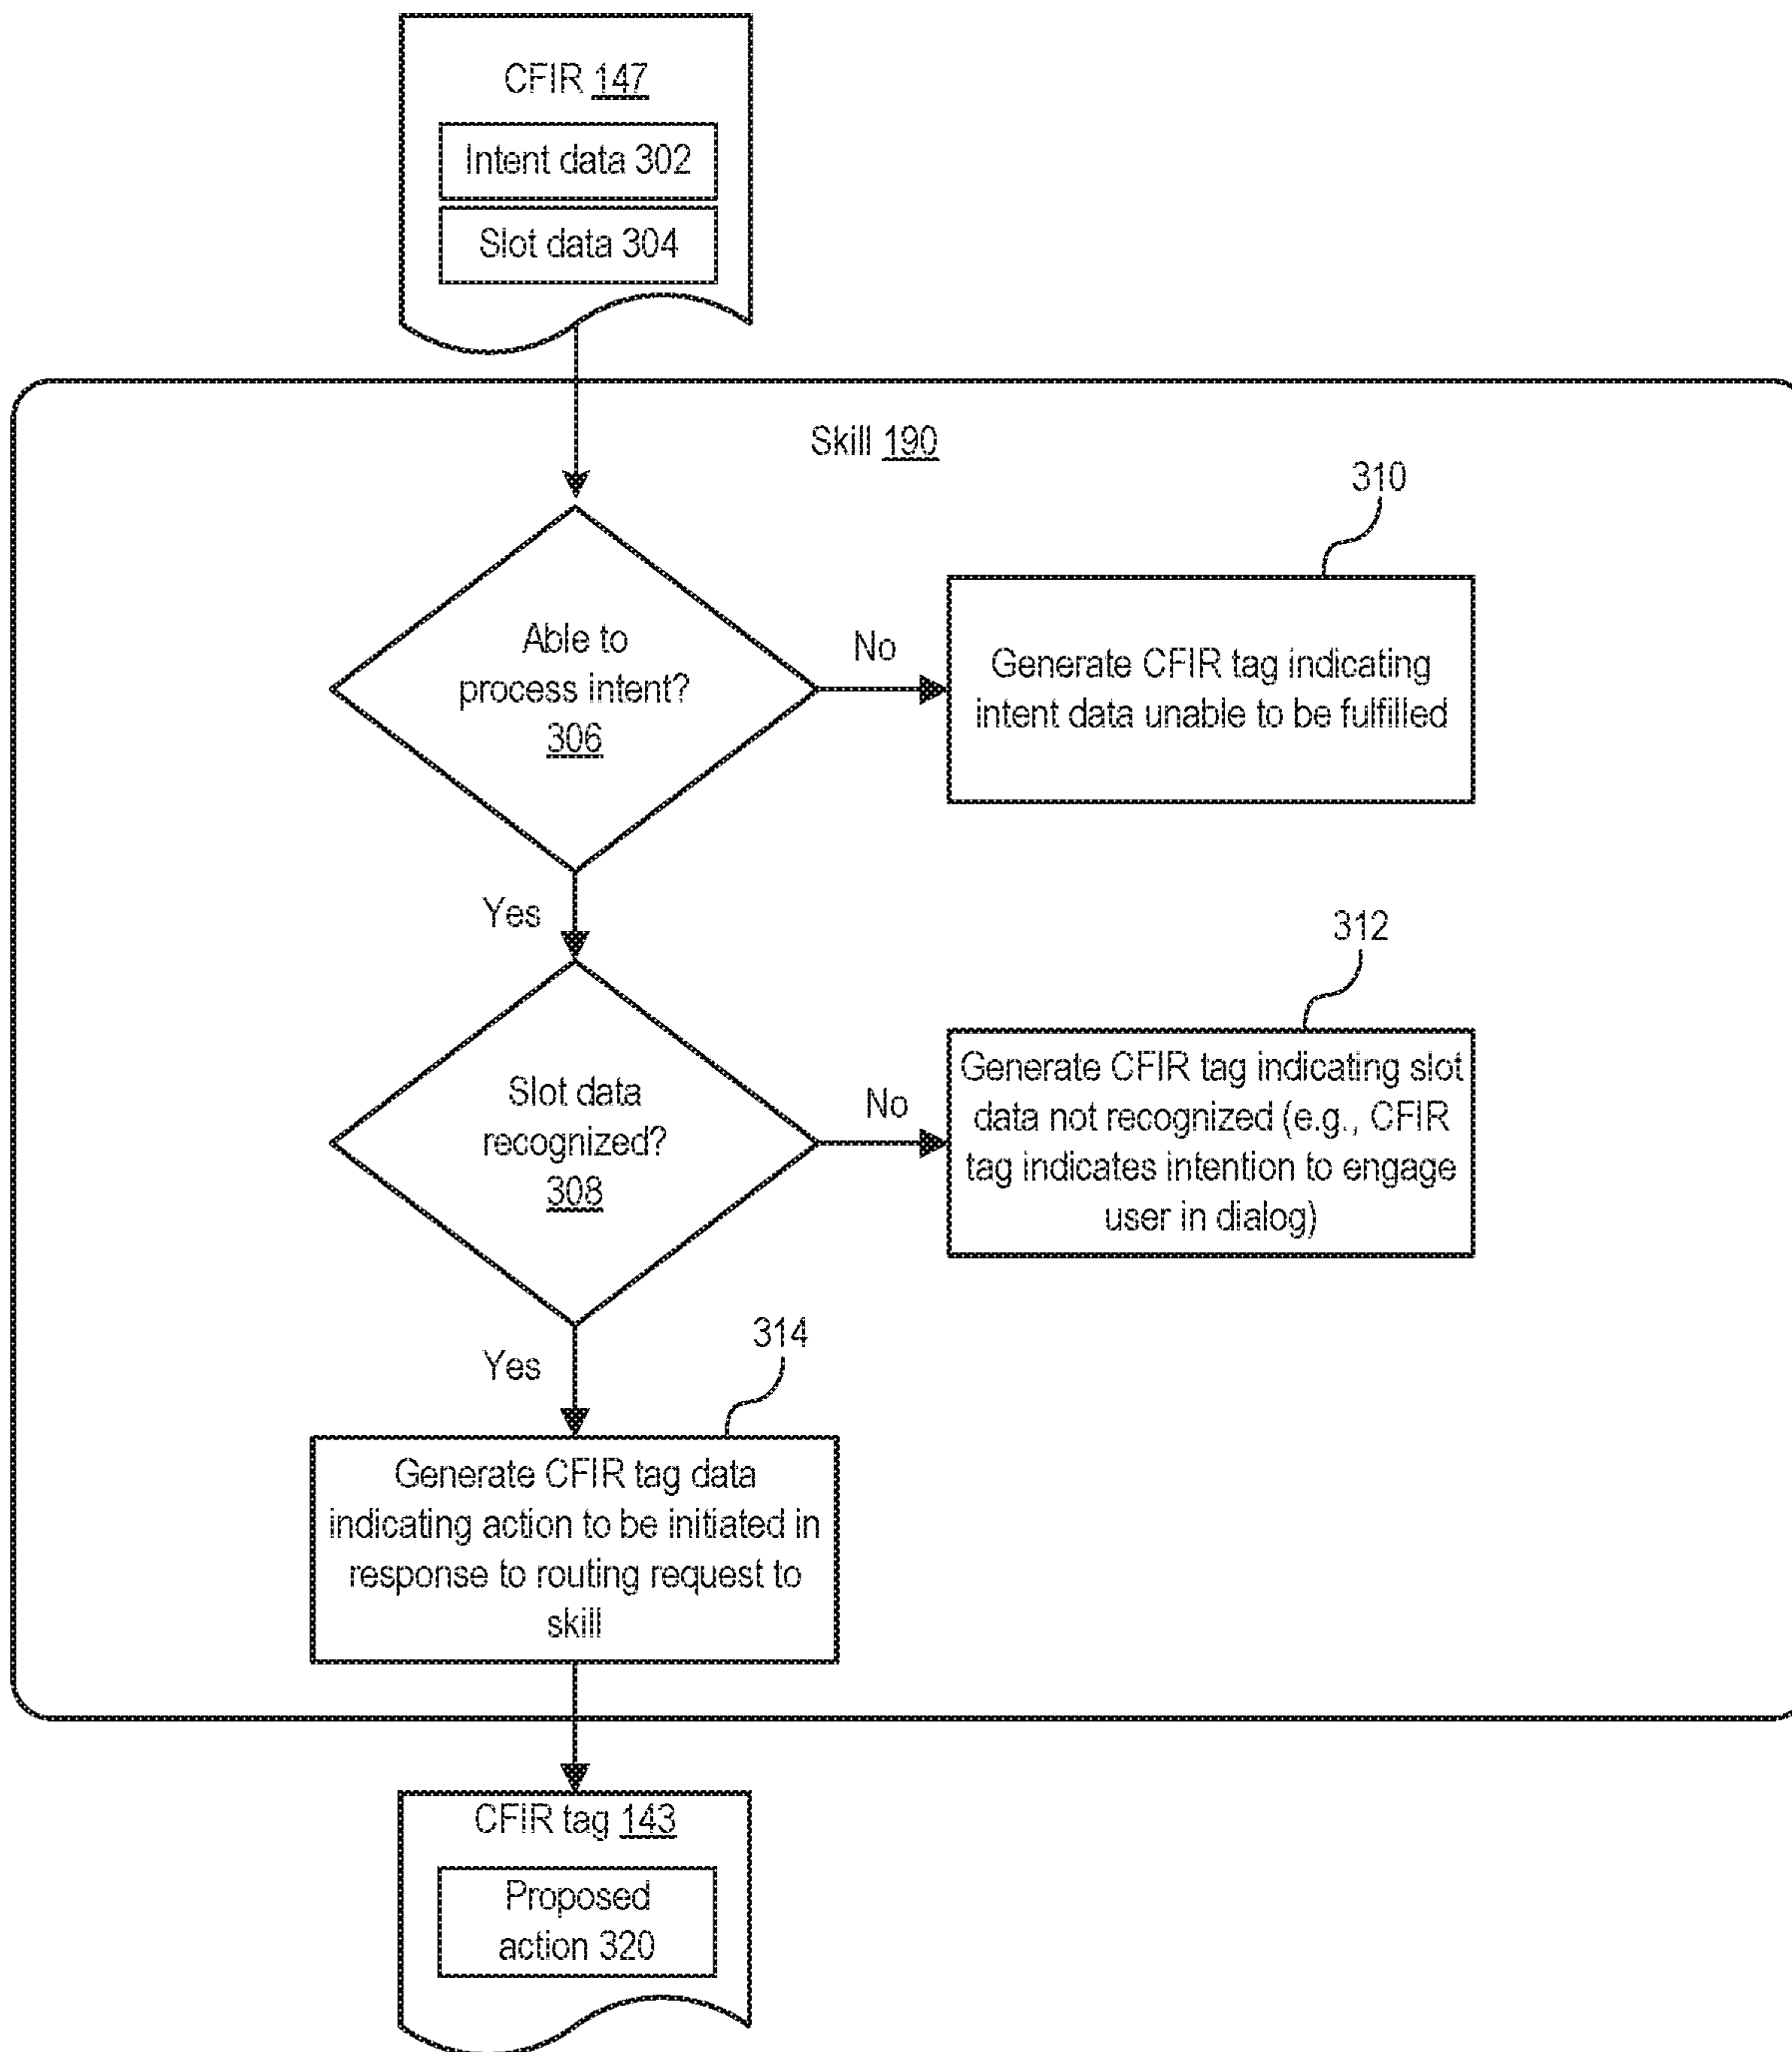 CFIR 147
Intent data 302
Slot data 304
Skill 190
310
Able to
process intent?
306
No
Generate CFIR tag indicating
intent data unable to be fulfilled
Yes
312
Slot data
recognized?
308
No
Generate CFIR tag indicating slot
data not recognized (e.g., CFIR
tag indicates intention to engage
user in dialog)
Yes
314
Generate CFIR tag data
indicating action to be initiated in
response to routing request to
skill
CFIR tag 143
Proposed
action 320